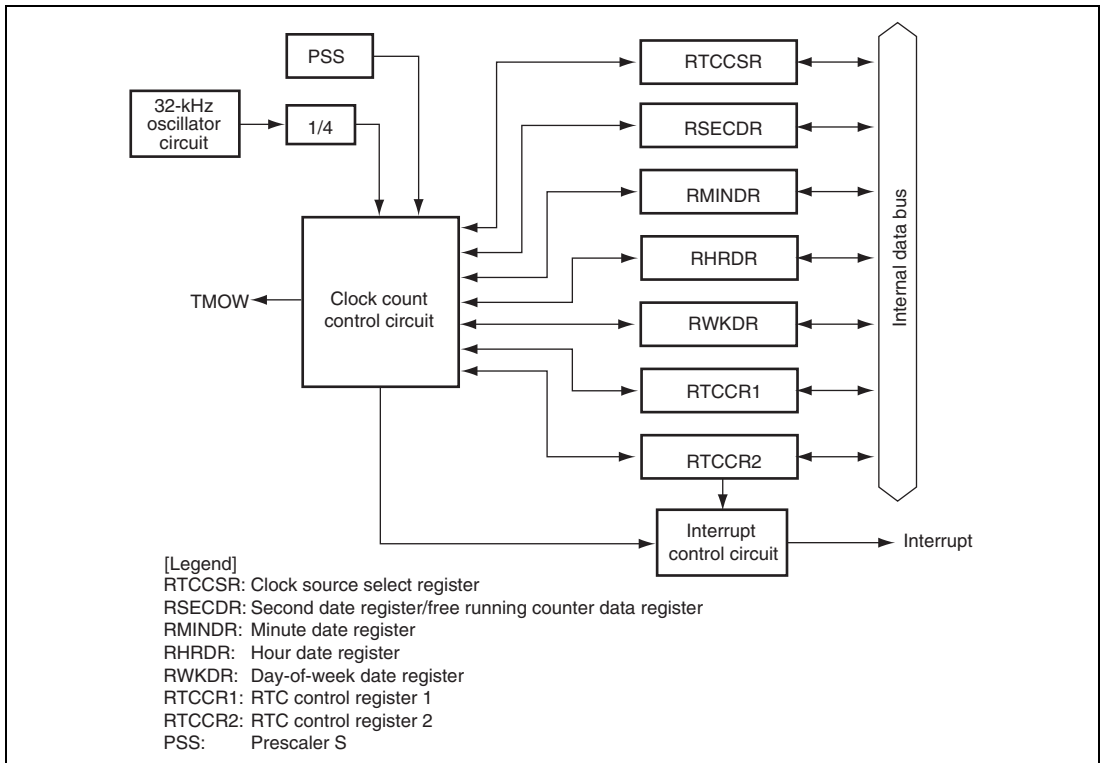 PSS
32-kHz
oscillator
circuit
1/4
RTCCSR
RSECDR
RMINDR
RHRDR
RWKDR
RTCCR1
RTCCR2
Internal data bus
TMOW
Clock count
control circuit
Interrupt
control circuit
Interrupt
[Legend]
RTCCSR: Clock source select register
RSECDR: Second date register/free running counter data register
RMINDR: Minute date register
RHRDR: Hour date register
RWKDR: Day-of-week date register
RTCCR1: RTC control register 1
RTCCR2: RTC control register 2
PSS: Prescaler S